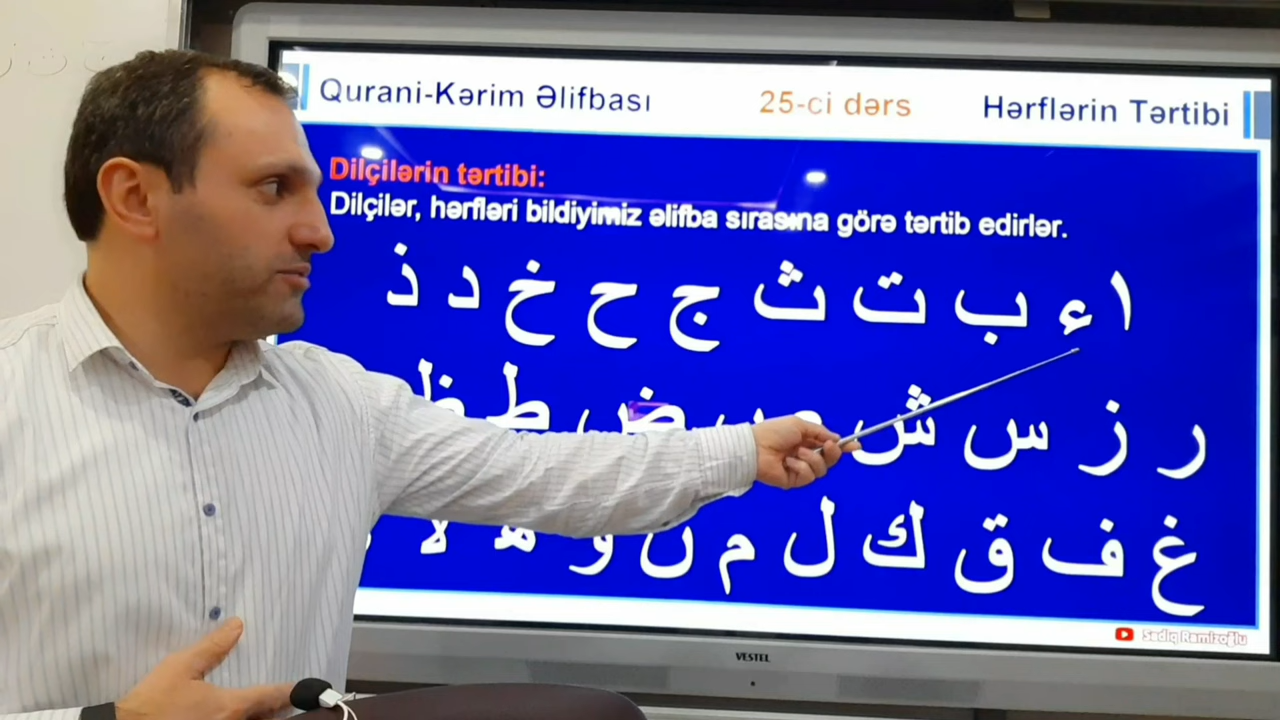 Qurani-Kərim Əlifbası 25-ci dərs Hərflərin Tərtibi
Dilçilərin tərtibi:
Dilçilər, hərfləri bildiyimiz əlifba sırasına görə tərtib edirlər.
ا ء ب ت ث ج ح خ د ذ
ر ز س ش ض ط ظ
غ ف ق ك ل م ن و ه لا
Sadiq Ramizoğlu
VESTEL